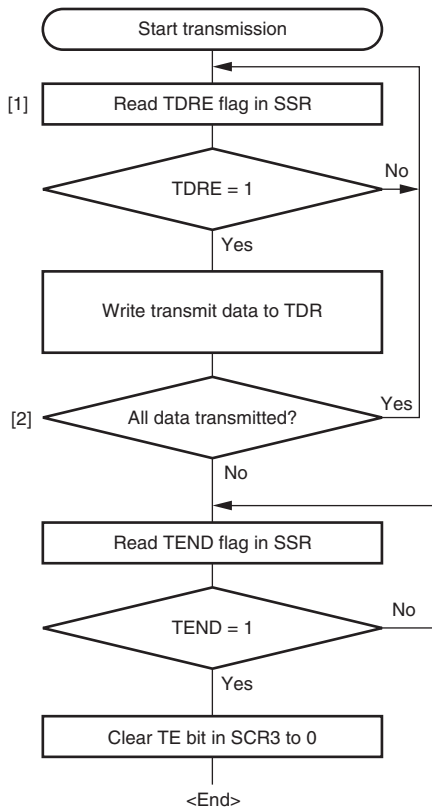 Start transmission
[1]
Read TDRE flag in SSR
TDRE = 1
No
Yes
Write transmit data to TDR
[2]
All data transmitted?
Yes
No
Read TEND flag in SSR
TEND = 1
No
Yes
Clear TE bit in SCR3 to 0
<End>